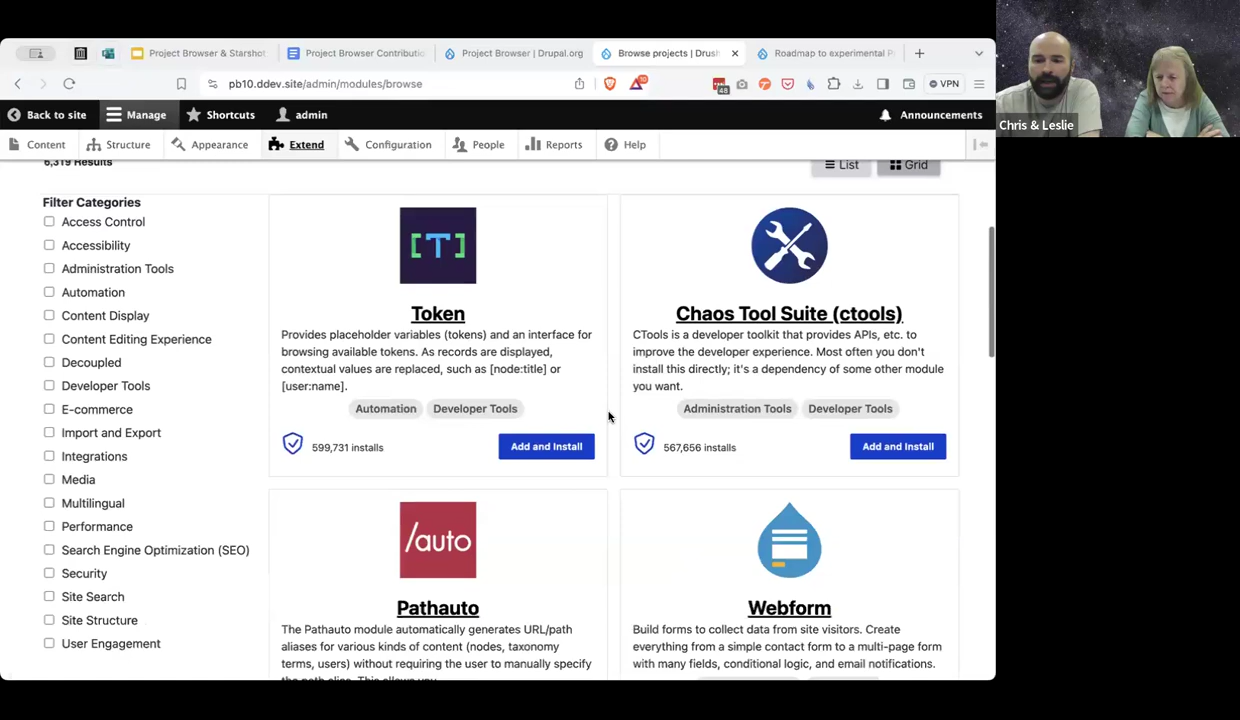 Project Browser & Starshot
Project Browser Contributio
Project Browser | Drupal.org
Browse projects | Drush
Roadmap to experimental P
pb10.ddev.site/admin/modules/browse
48
10
VPN
Back to site
Manage
Shortcuts
admin
Announcements
Content
Structure
Appearance
Extend
Configuration
People
Reports
Help
6,319 Results
List
Grid
Filter Categories
Access Control
Accessibility
Administration Tools
Automation
Content Display
Content Editing Experience
Decoupled
Developer Tools
E-commerce
Import and Export
Integrations
Media
Multilingual
Performance
Search Engine Optimization (SEO)
Security
Site Search
Site Structure
User Engagement
[T]
Token
Provides placeholder variables (tokens) and an interface for
browsing available tokens. As records are displayed,
contextual values are replaced, such as [node:title] or
[user:name].
Automation
Developer Tools
599,731 installs
Add and Install
Chaos Tool Suite (ctools)
CTools is a developer toolkit that provides APIs, etc. to
improve the developer experience. Most often you don't
install this directly; it's a dependency of some other module
you want.
Administration Tools
Developer Tools
567,656 installs
Add and Install
/auto
Pathauto
The Pathauto module automatically generates URL/path
aliases for various kinds of content (nodes, taxonomy
terms, users) without requiring the user to manually specify
the path alias. This allows you
Webform
Build forms to collect data from site visitors. Create
everything from a simple contact form to a multi-page form
with many fields, conditional logic, and email notifications.
Chris & Leslie